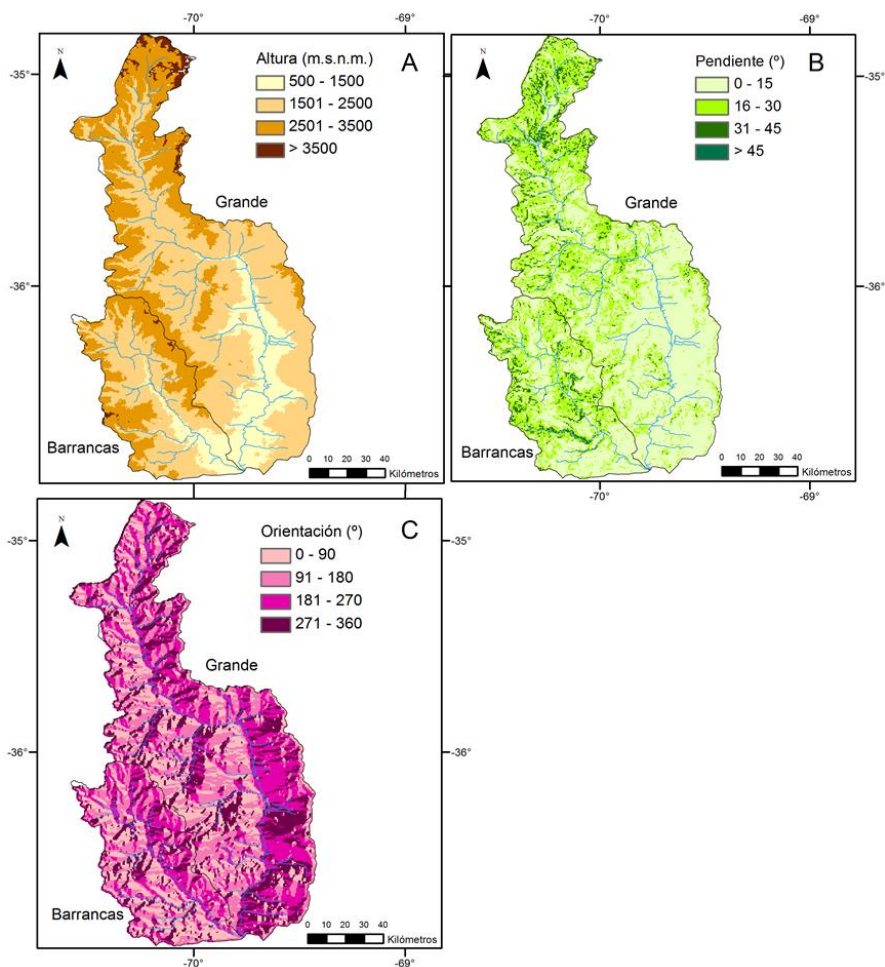 -70° -69°
N
Altura (m.s.n.m.)
500 - 1500
1501 - 2500
2501 - 3500
> 3500
A
-35°
Grande
-36°
Barrancas
0 10 20 30 40
Kilómetros
-70° -69°
N
Pendiente (º)
0 - 15
16 - 30
31 - 45
> 45
B
-35°
Grande
-36°
Barrancas
0 10 20 30 40
Kilómetros
-70° -69°
N
Orientación (º)
0 - 90
91 - 180
181 - 270
271 - 360
C
-35°
-35°
Grande
-36°
-36°
Barrancas
0 10 20 30 40
Kilómetros
-70° -69°